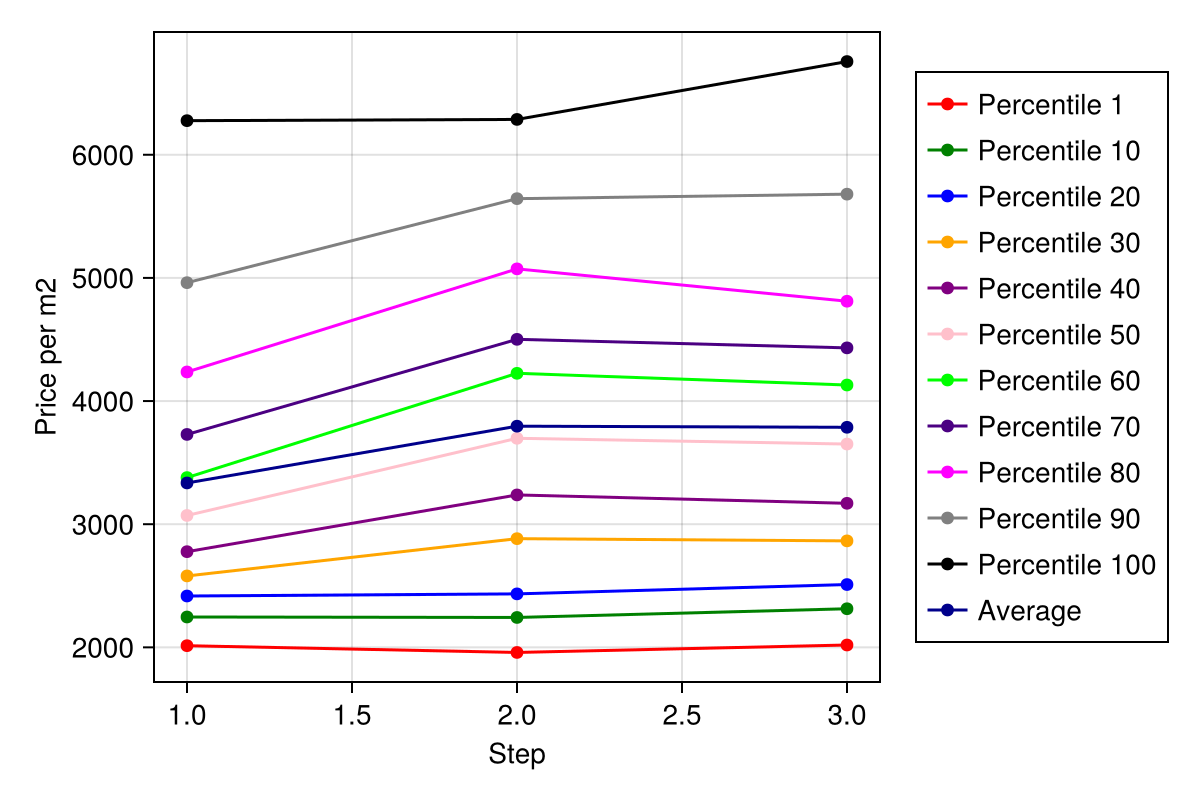 6000
5000
4000
3000
2000
Price per m2
1.0 1.5 2.0 2.5 3.0
Step
Percentile 1
Percentile 10
Percentile 20
Percentile 30
Percentile 40
Percentile 50
Percentile 60
Percentile 70
Percentile 80
Percentile 90
Percentile 100
Average